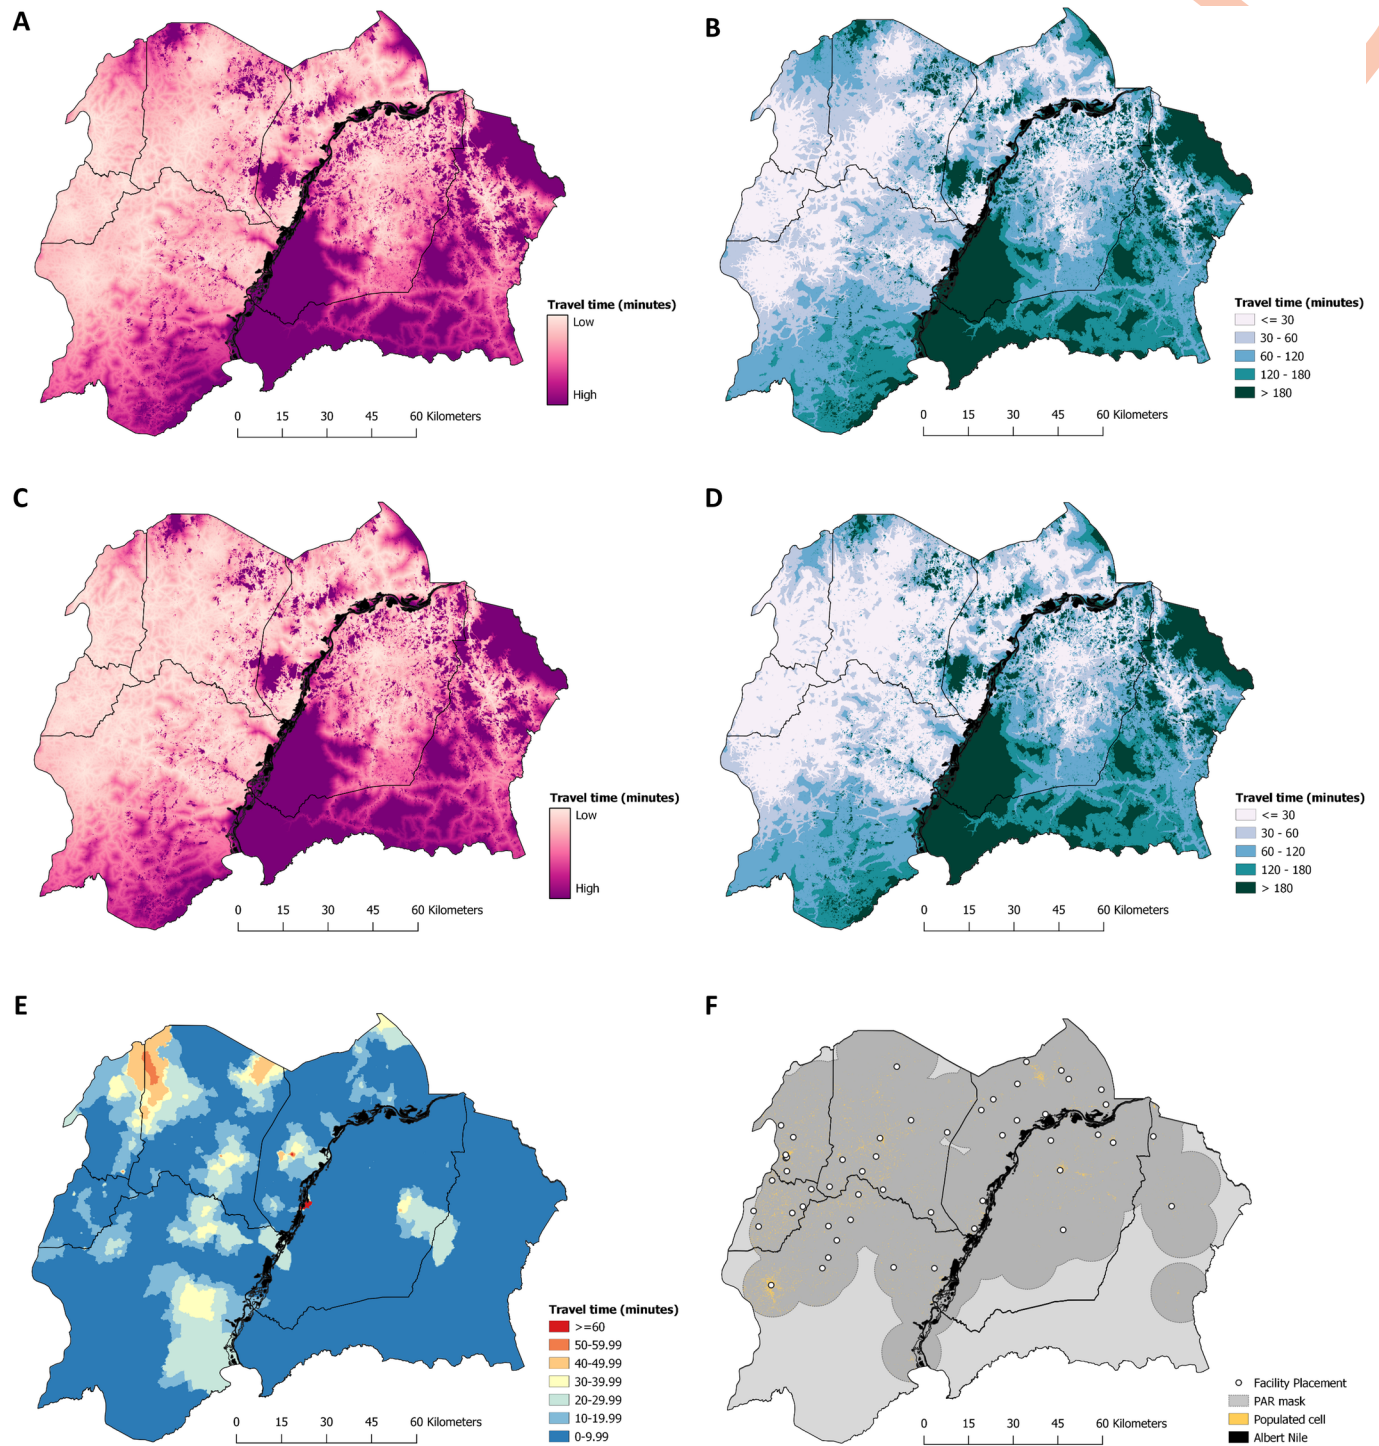 A
B
Travel time (minutes)
Low
High
0 15 30 45 60 Kilometers
Travel time (minutes)
<= 30
30 - 60
60 - 120
120 - 180
> 180
0 15 30 45 60 Kilometers
C
D
Travel time (minutes)
Low
High
0 15 30 45 60 Kilometers
Travel time (minutes)
<= 30
30 - 60
60 - 120
120 - 180
> 180
0 15 30 45 60 Kilometers
E
F
Travel time (minutes)
>=60
50-59.99
40-49.99
30-39.99
20-29.99
10-19.99
0-9.99
0 15 30 45 60 Kilometers
Facility Placement
PAR mask
Populated cell
Albert Nile
0 15 30 45 60 Kilometers